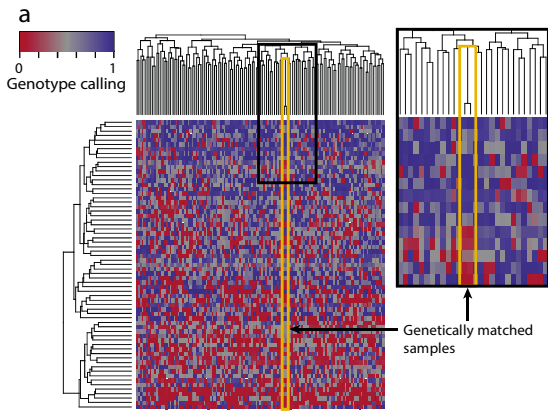 a
0 1
Genotype calling
Genetically matched
samples